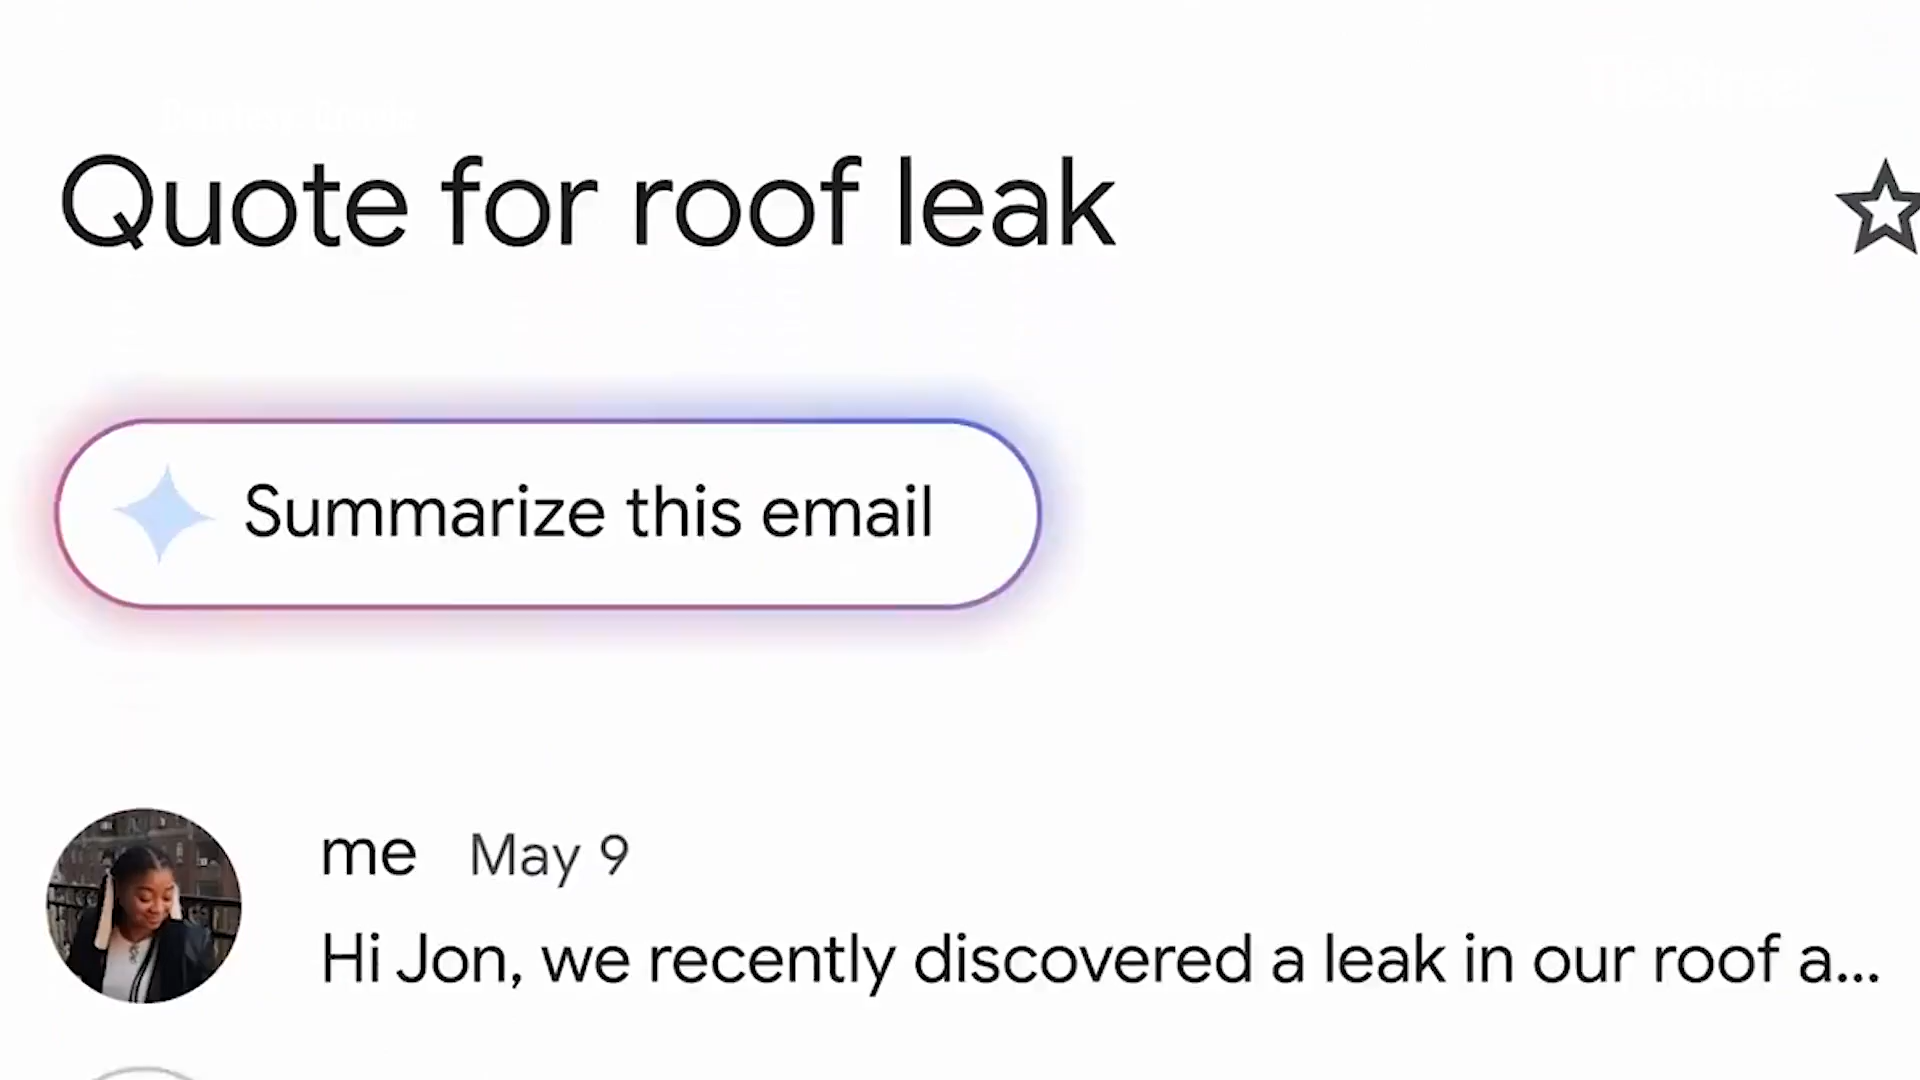 Quote for roof leak
Summarize this email
me May 9
Hi Jon, we recently discovered a leak in our roof a...